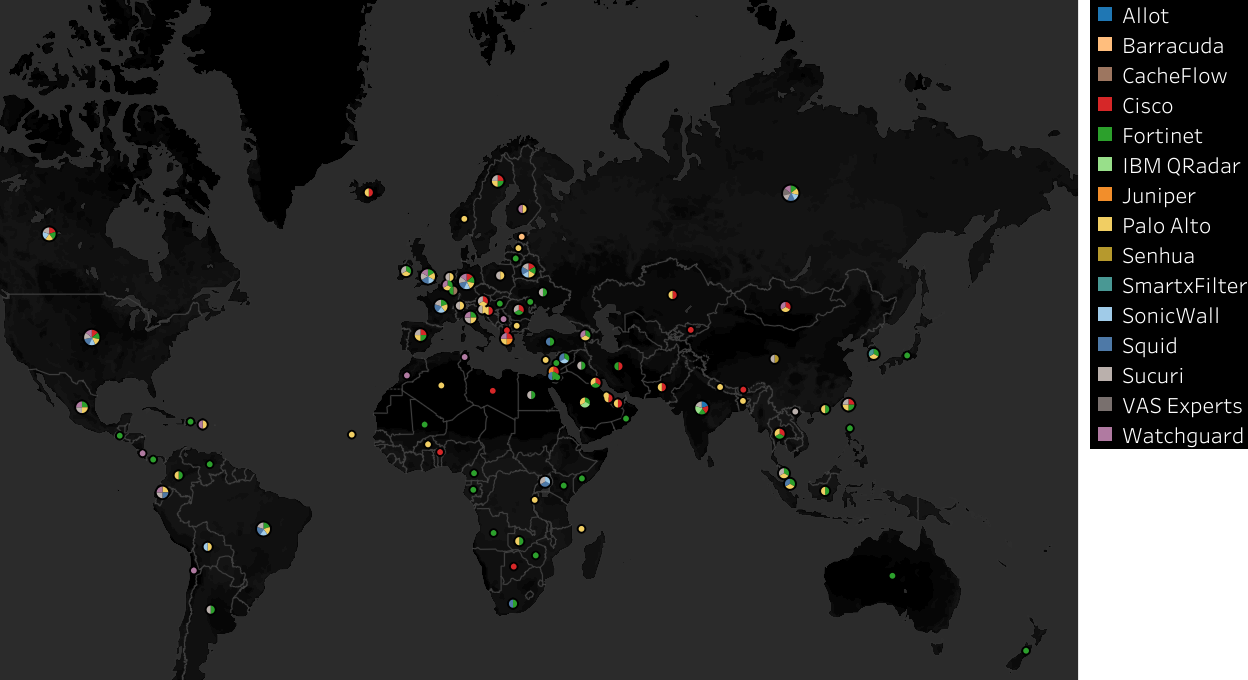 Allot
Barracuda
CacheFlow
Cisco
Fortinet
IBM QRadar
Juniper
Palo Alto
Senhua
SmartxFilter
SonicWall
Squid
Sucuri
VAS Experts
Watchguard